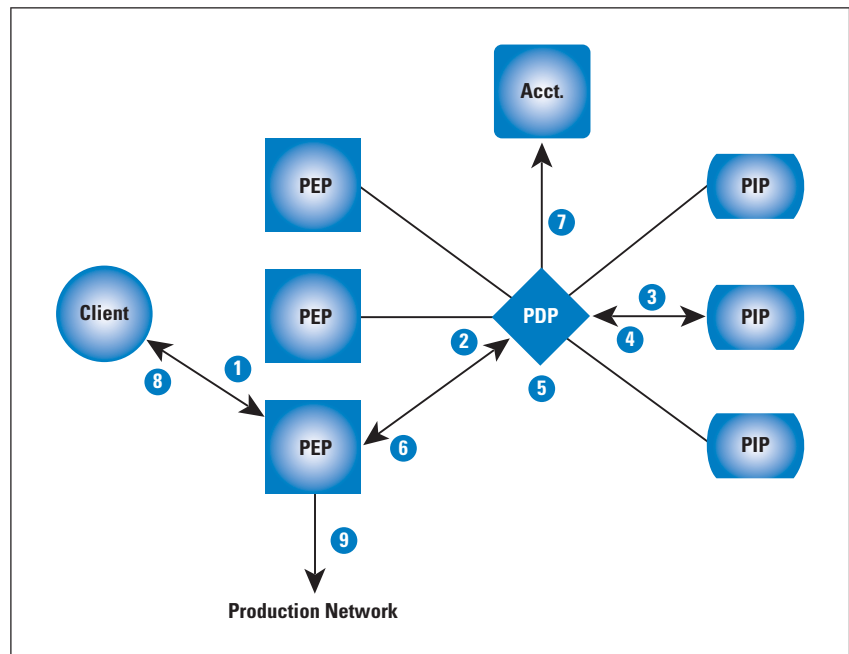 Acct.
PEP
PIP
7
Client
PEP
PDP
3
PIP
2
4
1
8
5
PEP
6
PIP
9
Production Network